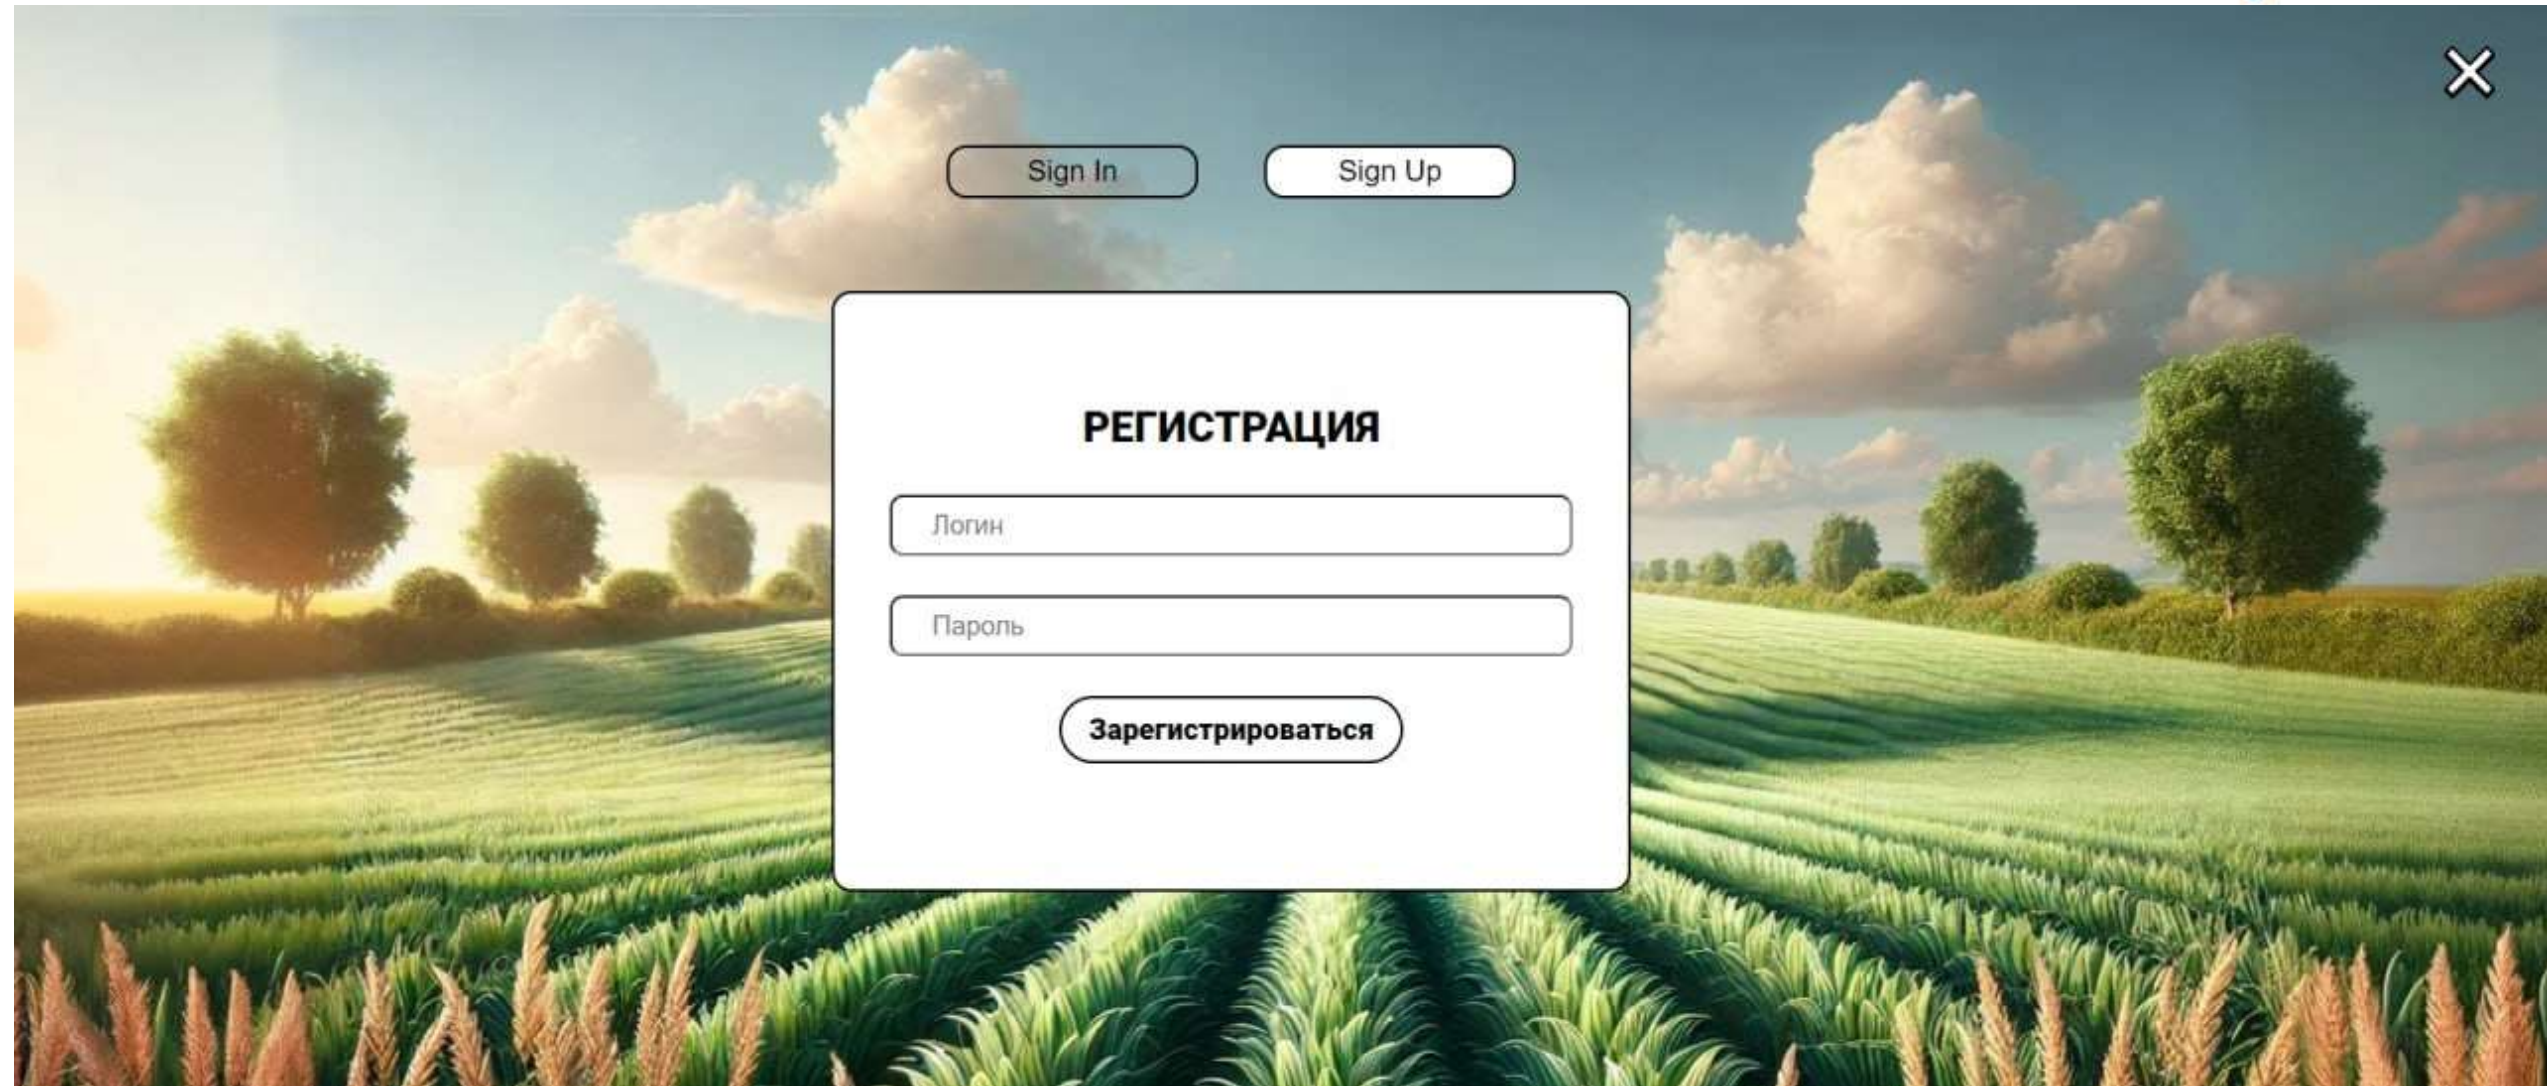 Sign In
Sign Up
РЕГИСТРАЦИЯ
Логин
Пароль
Зарегистрироваться